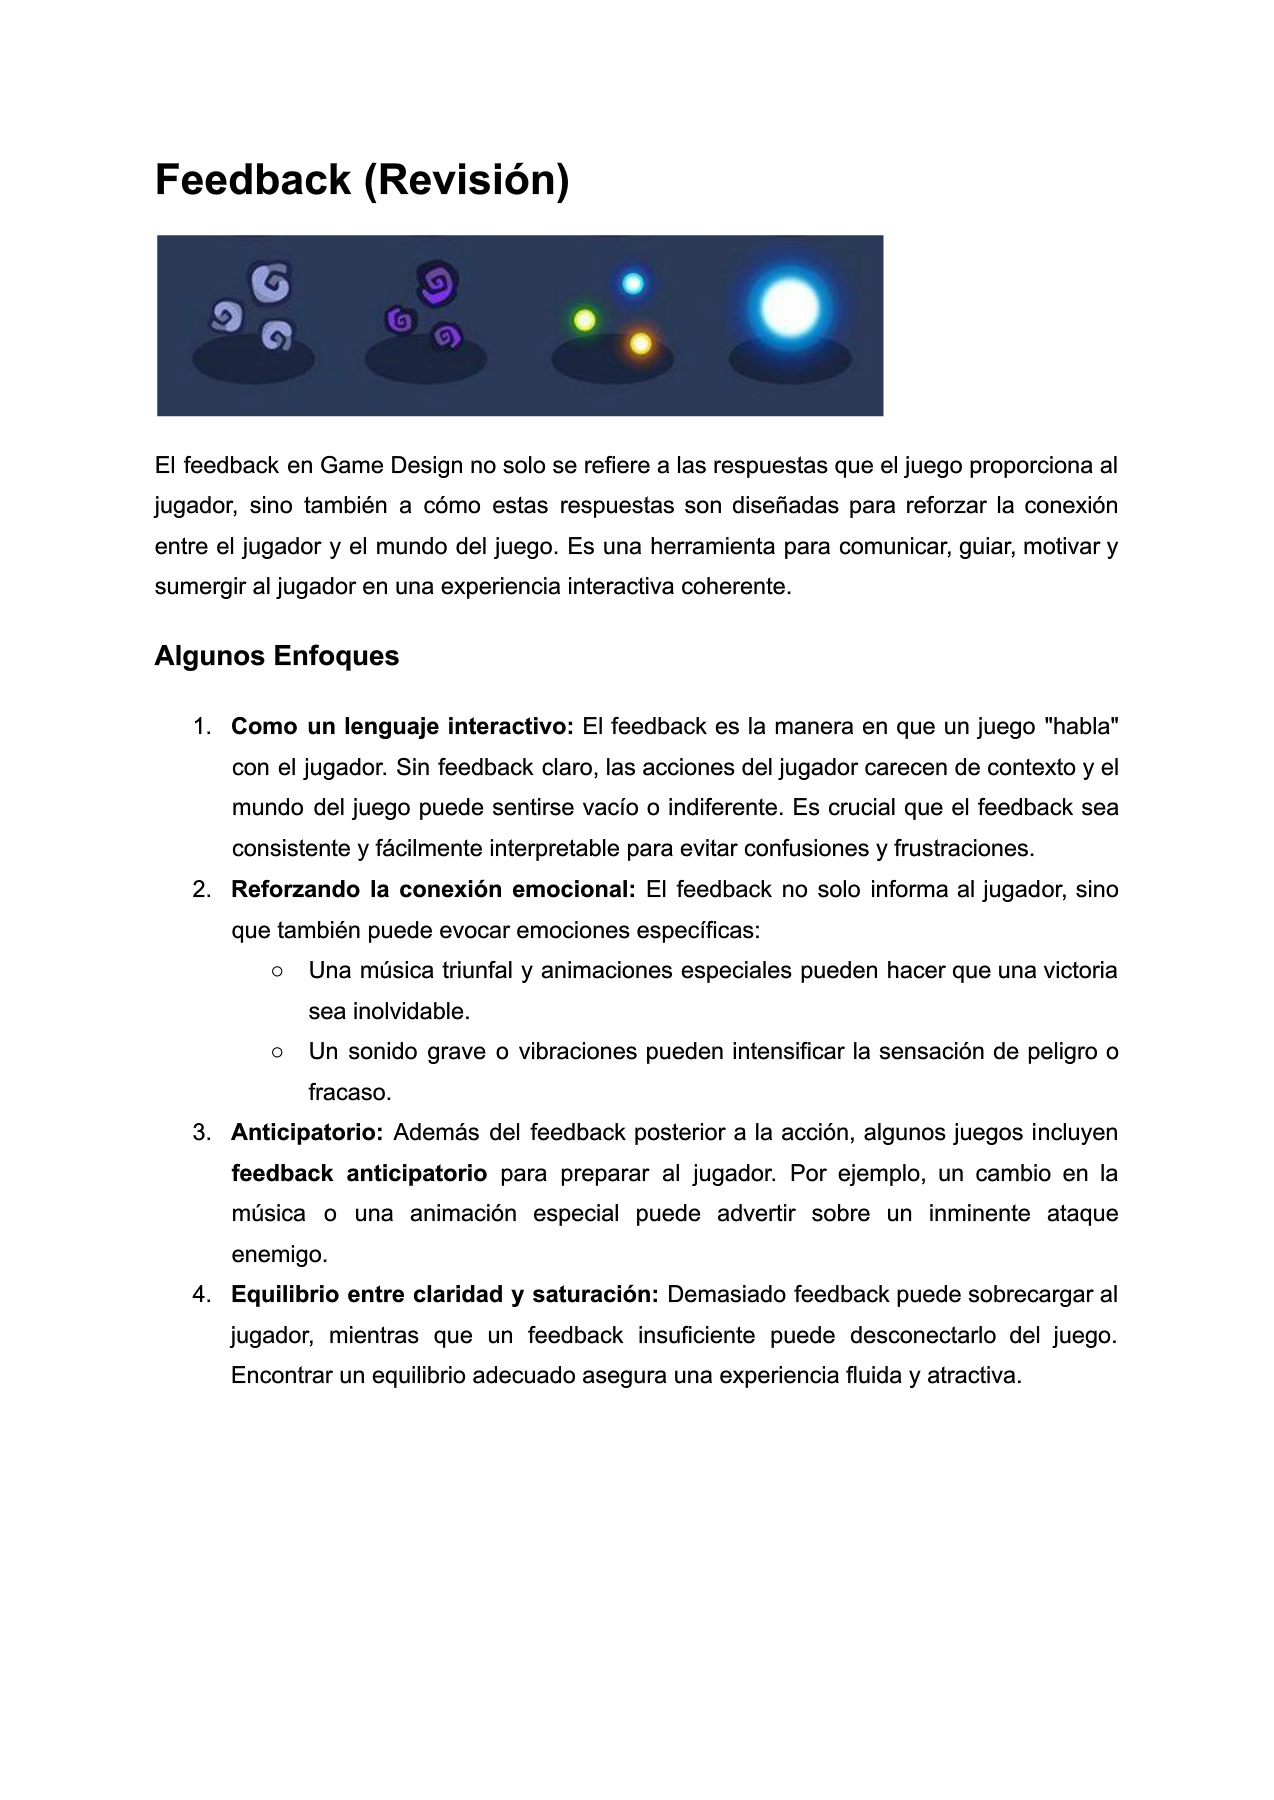 Feedback (Revisión)
El feedback en Game Design no solo se refiere a las respuestas que el juego proporciona al
jugador, sino también a cómo estas respuestas son diseñadas para reforzar la conexión
entre el jugador y el mundo del juego. Es una herramienta para comunicar, guiar, motivar y
sumergir al jugador en una experiencia interactiva coherente.
Algunos Enfoques
1. Como un lenguaje interactivo: El feedback es la manera en que un juego "habla"
con el jugador. Sin feedback claro, las acciones del jugador carecen de contexto y el
mundo del juego puede sentirse vacío o indiferente. Es crucial que el feedback sea
consistente y fácilmente interpretable para evitar confusiones y frustraciones.
2. Reforzando la conexión emocional: El feedback no solo informa al jugador, sino
que también puede evocar emociones específicas:
○ Una música triunfal y animaciones especiales pueden hacer que una victoria
sea inolvidable.
○ Un sonido grave o vibraciones pueden intensificar la sensación de peligro o
fracaso.
3. Anticipatorio: Además del feedback posterior a la acción, algunos juegos incluyen
feedback anticipatorio para preparar al jugador. Por ejemplo, un cambio en la
música o una animación especial puede advertir sobre un inminente ataque
enemigo.
4. Equilibrio entre claridad y saturación: Demasiado feedback puede sobrecargar al
jugador, mientras que un feedback insuficiente puede desconectarlo del juego.
Encontrar un equilibrio adecuado asegura una experiencia fluida y atractiva.